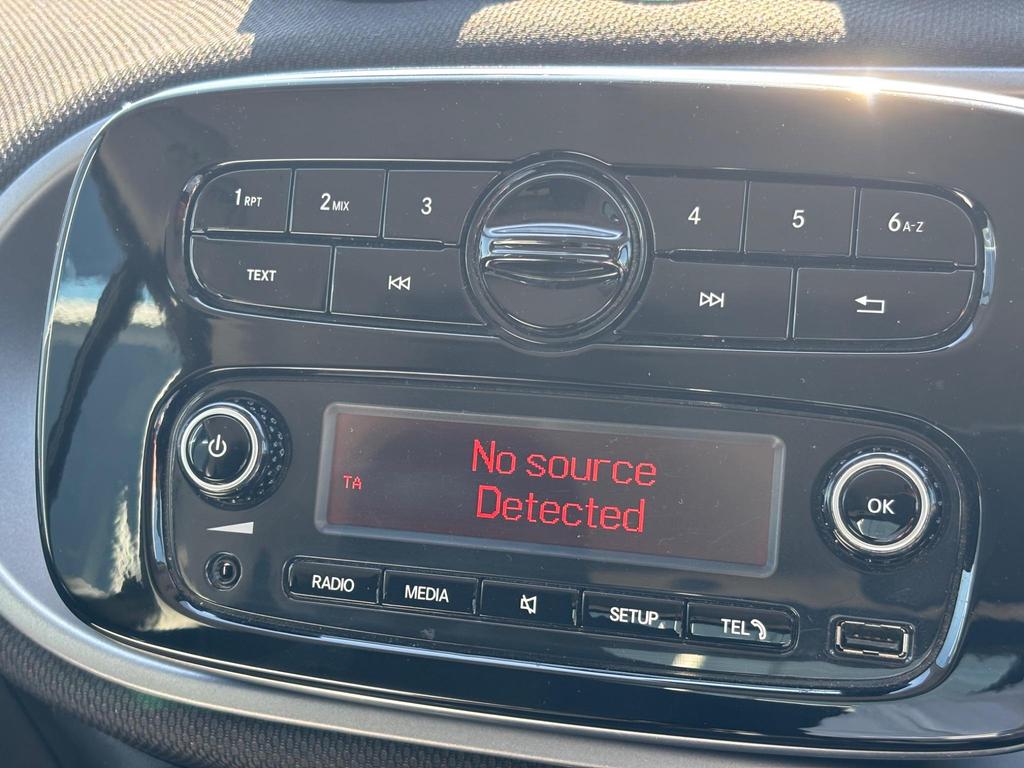 1 RPT
2 MIX
3
4
5
6 A-Z
TEXT
No source
Detected
TA
OK
RADIO
MEDIA
SETUP
TEL